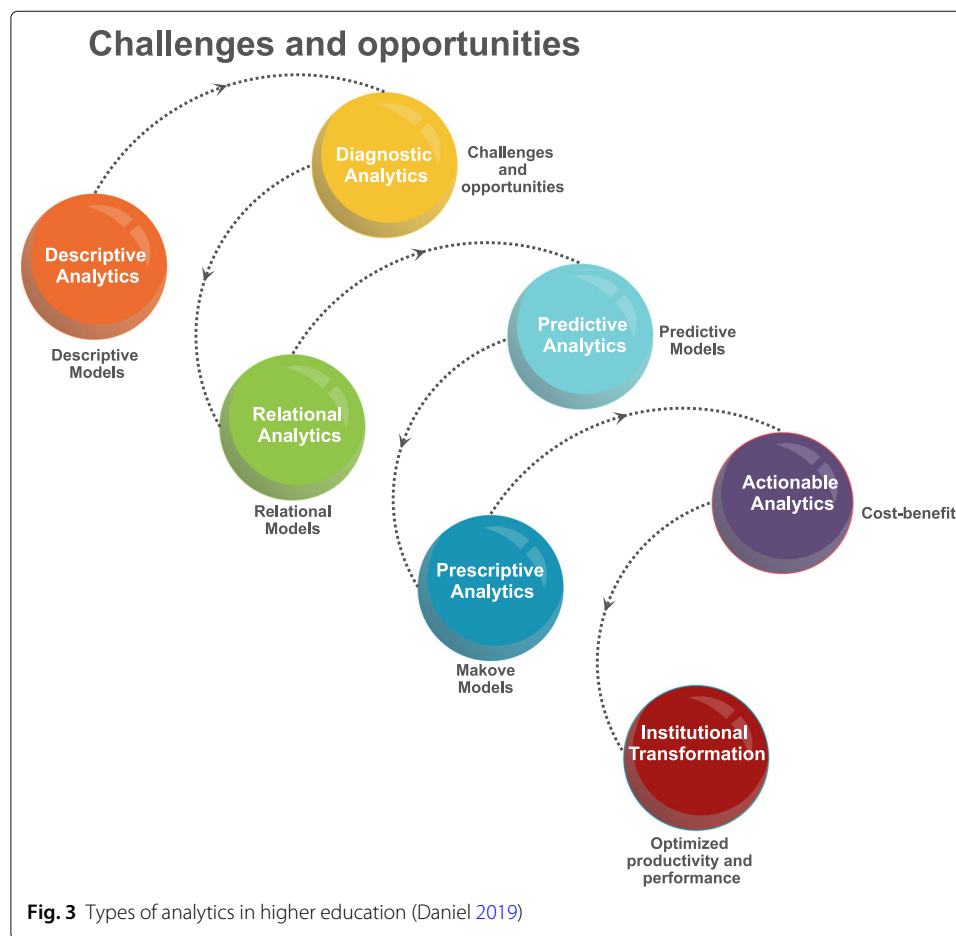 Challenges and opportunities
Diagnostic
Analytics
Challenges
and
opportunities
Descriptive
Analytics
Descriptive
Models
Predictive
Analytics
Predictive
Models
Relational
Analytics
Relational Models
Actionable
Analytics
Cost-benefit
Prescriptive
Analytics
Makove
Models
Institutional
Transformation
Optimized
productivity and
performance
Fig. 3 Types of analytics in higher education (Daniel 2019)